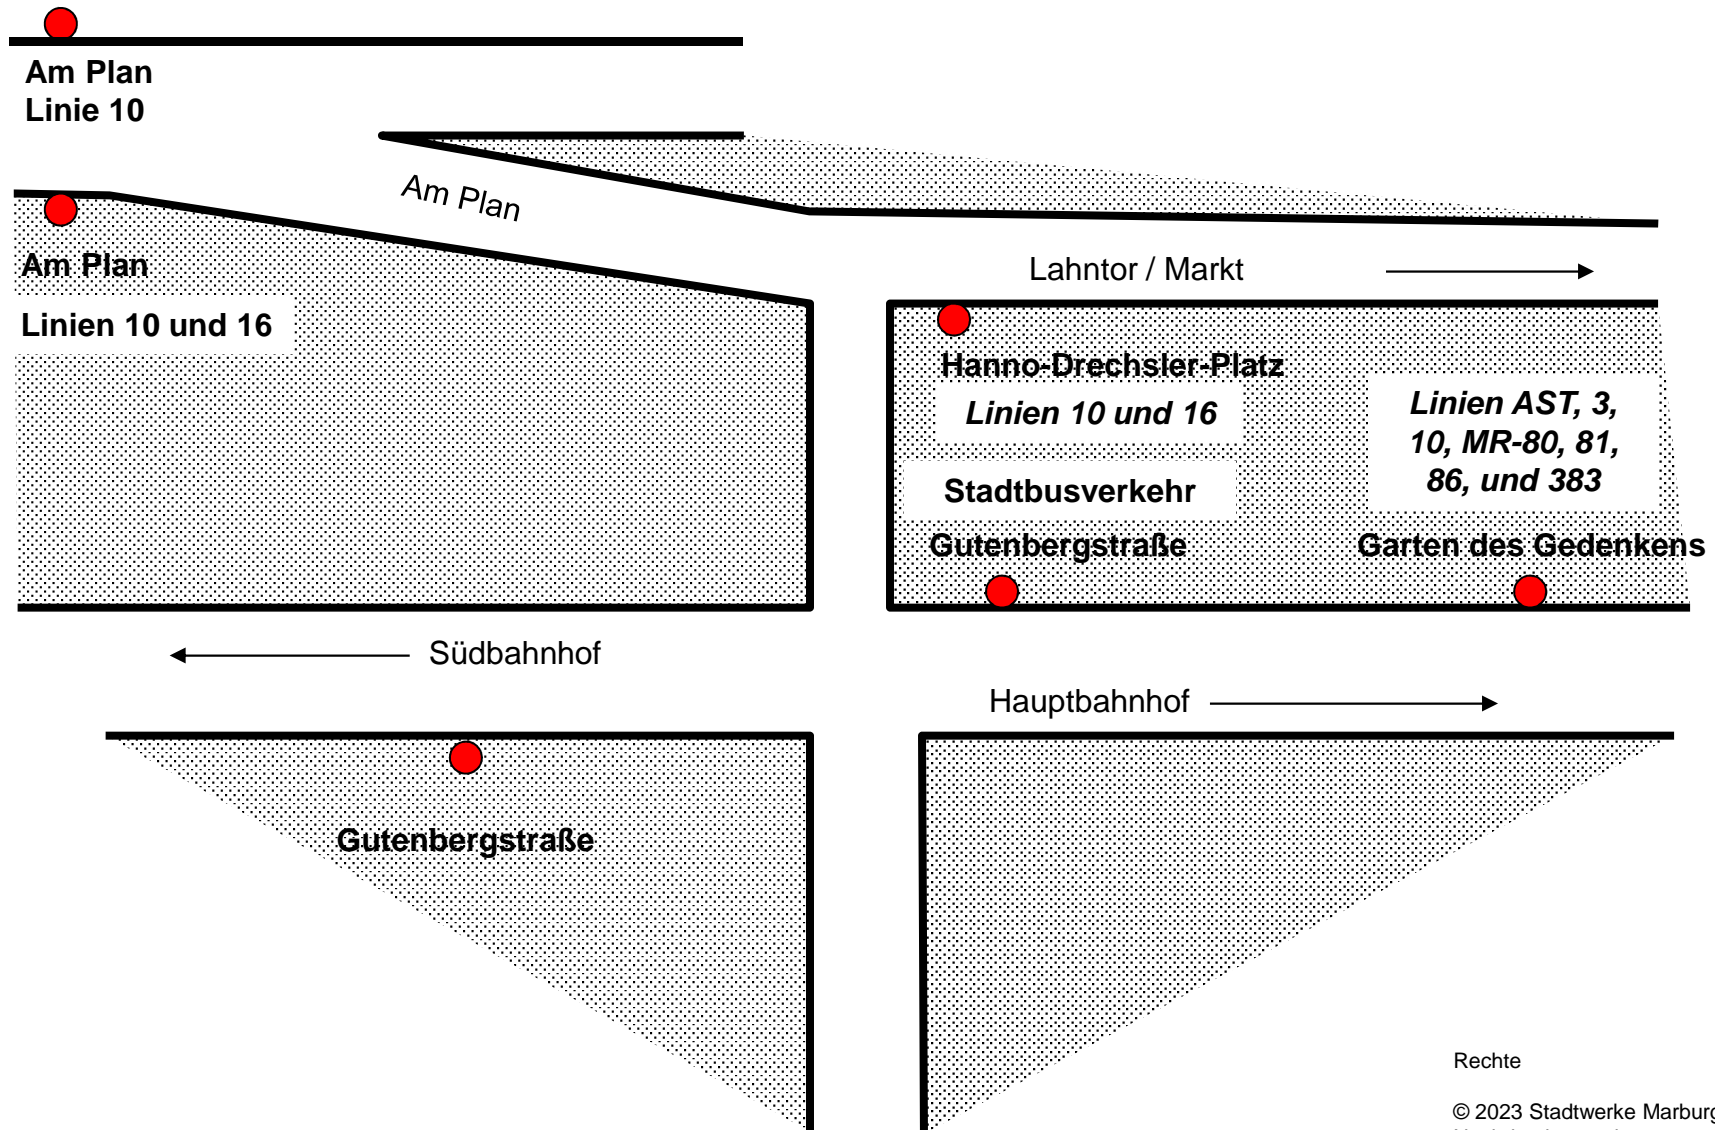 Am Plan
Linie 10
Am Plan
Am Plan
Linien 10 und 16
Lahntor / Markt
Hanno-Drechsler-Platz
Linien 10 und 16
Linien AST, 3,
10, MR-80, 81,
86, und 383
Stadtbusverkehr
Gutenbergstraße
Garten des Gedenkens
Südbahnhof
Hauptbahnhof
Gutenbergstraße
Rechte
© 2023 Stadtwerke Marburg